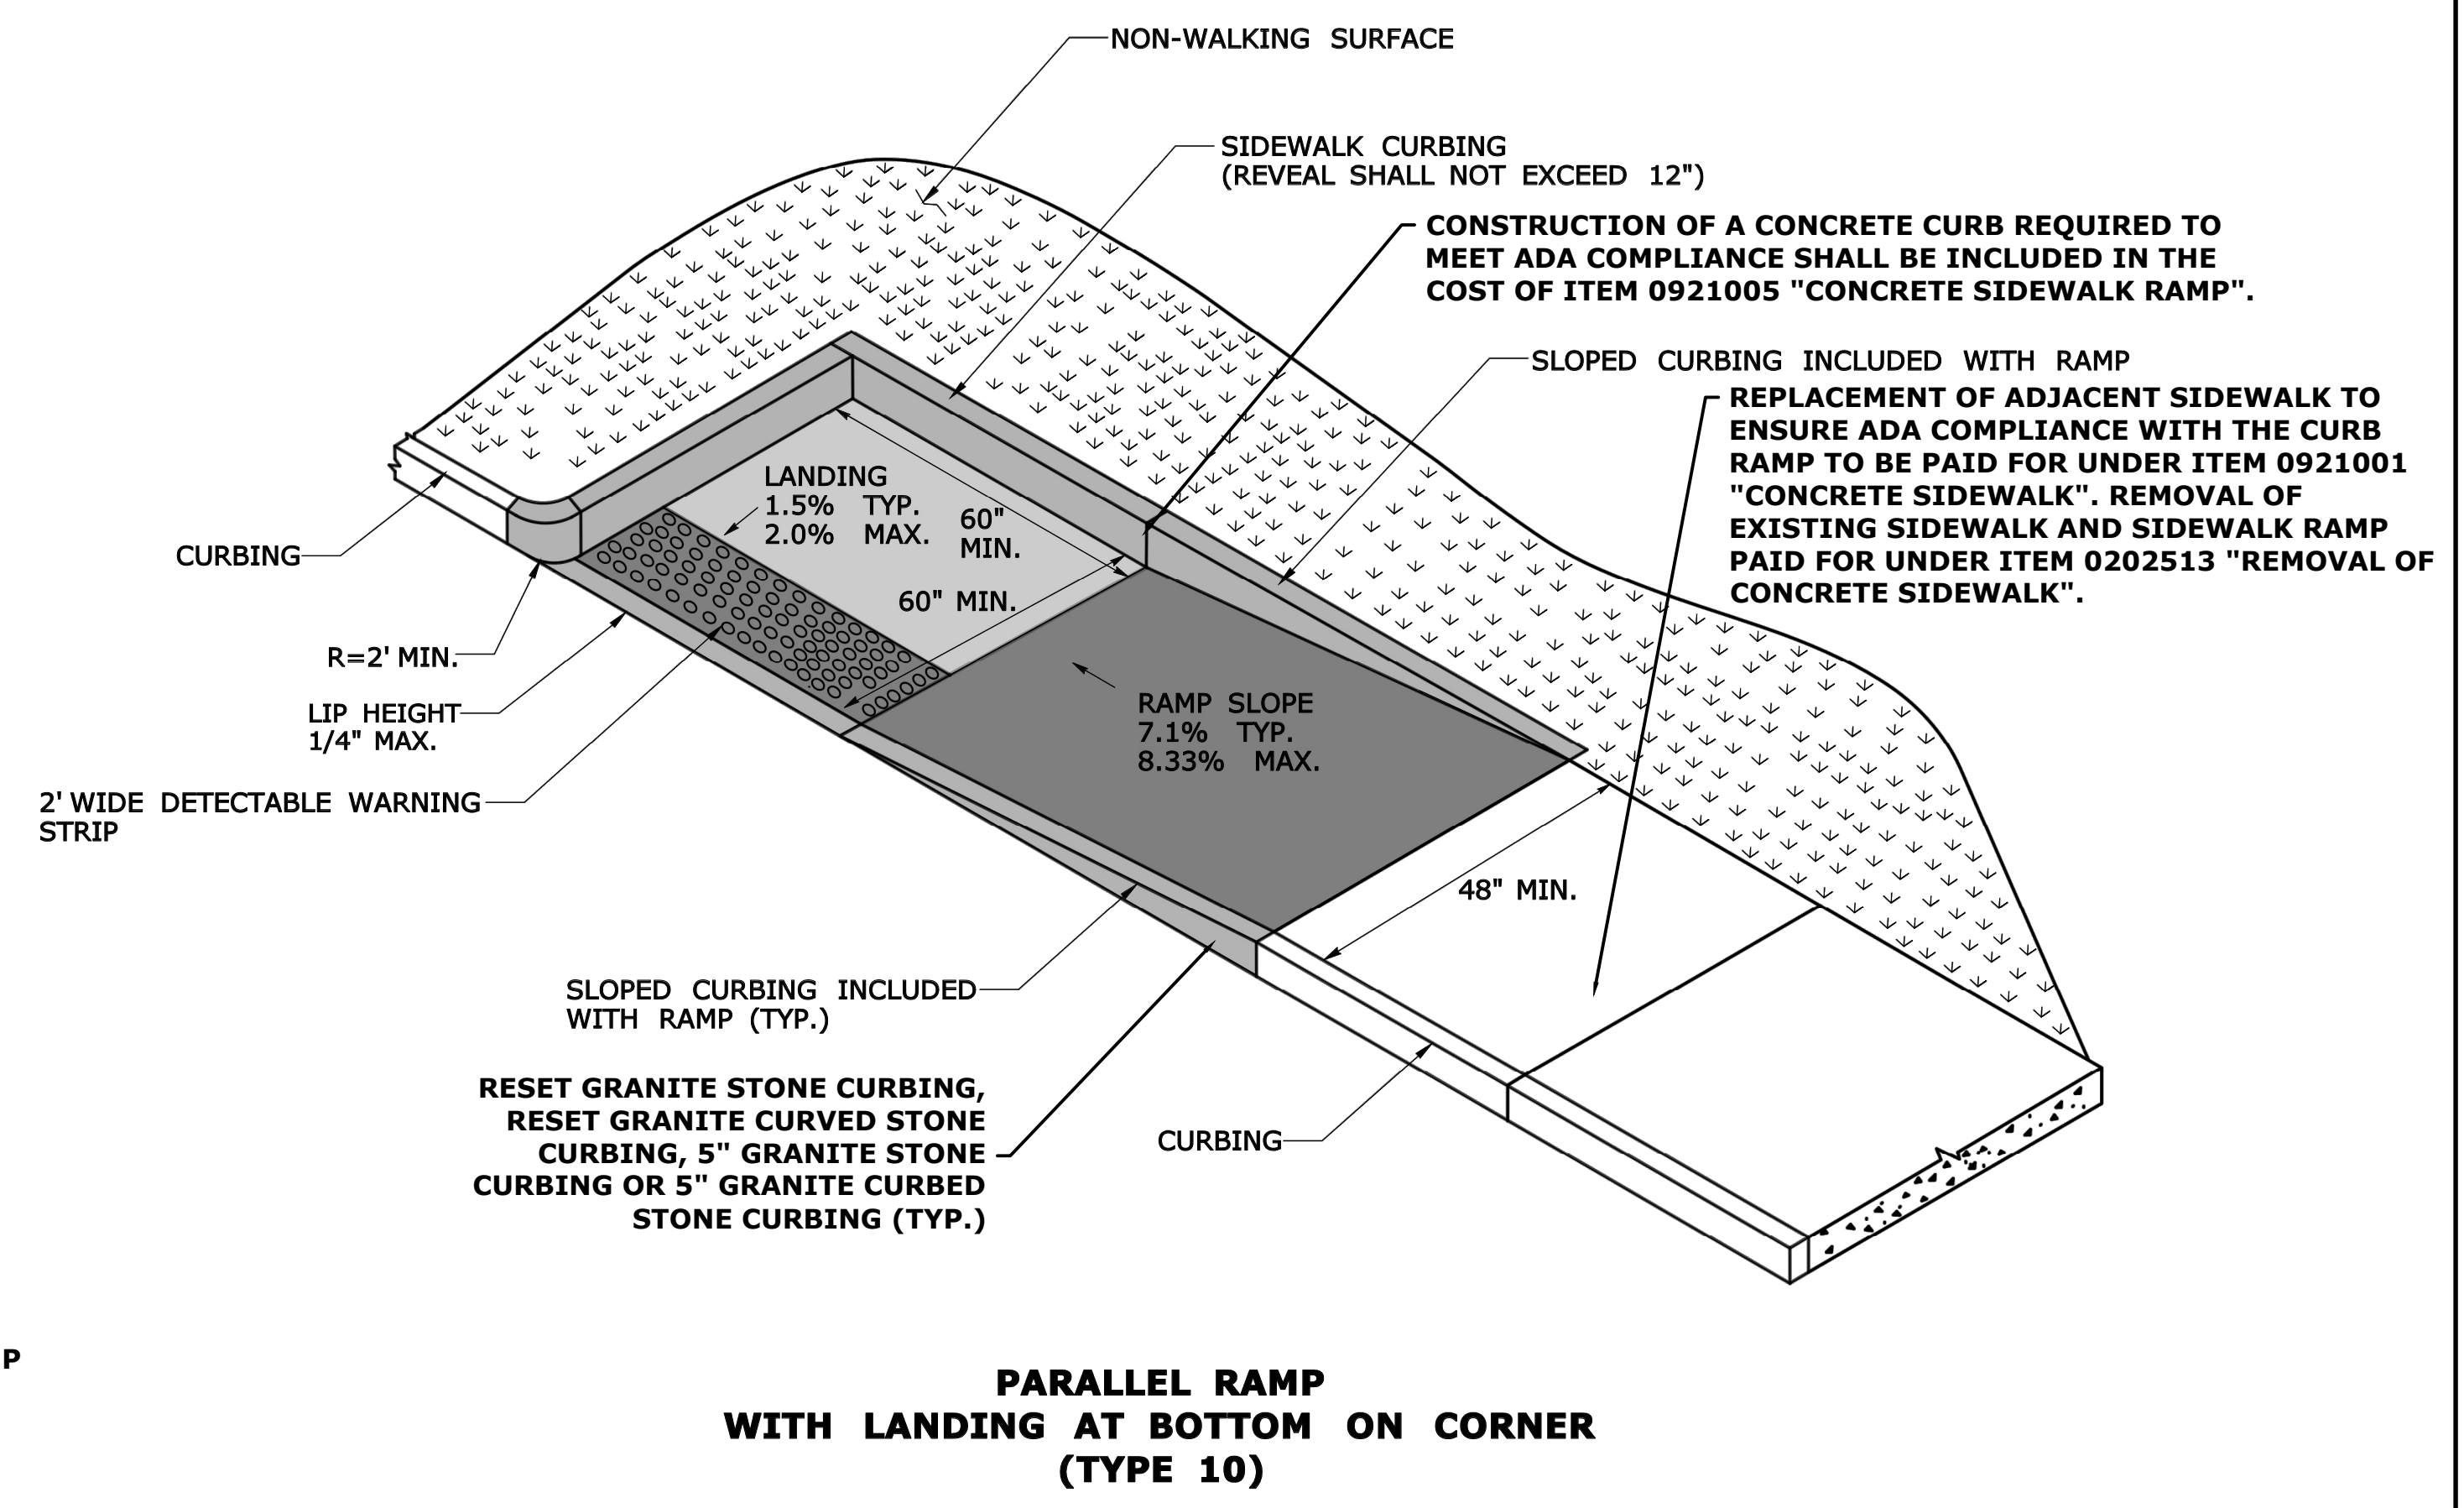 NON-WALKING SURFACE
SIDEWALK CURBING
(REVEAL SHALL NOT EXCEED 12")
CONSTRUCTION OF A CONCRETE CURB REQUIRED TO
MEET ADA COMPLIANCE SHALL BE INCLUDED IN THE
COST OF ITEM 0921005 "CONCRETE SIDEWALK RAMP".
SLOPED CURBING INCLUDED WITH RAMP
REPLACEMENT OF ADJACENT SIDEWALK TO
ENSURE ADA COMPLIANCE WITH THE CURB
RAMP TO BE PAID FOR UNDER ITEM 0921001
"CONCRETE SIDEWALK". REMOVAL OF
EXISTING SIDEWALK AND SIDEWALK RAMP
PAID FOR UNDER ITEM 0202513 "REMOVAL OF
CONCRETE SIDEWALK".
LANDING
1.5% TYP.
2.0% MAX.
60"
MIN.
60" MIN.
CURBING
R=2' MIN.
LIP HEIGHT
1/4" MAX.
2' WIDE DETECTABLE WARNING
STRIP
RAMP SLOPE
7.1% TYP.
8.33% MAX.
48" MIN.
SLOPED CURBING INCLUDED
WITH RAMP (TYP.)
RESET GRANITE STONE CURBING,
RESET GRANITE CURVED STONE
CURBING, 5" GRANITE STONE
CURBING OR 5" GRANITE CURBED
STONE CURBING (TYP.)
CURBING
P
PARALLEL RAMP
WITH LANDING AT BOTTOM ON CORNER
(TYPE 10)